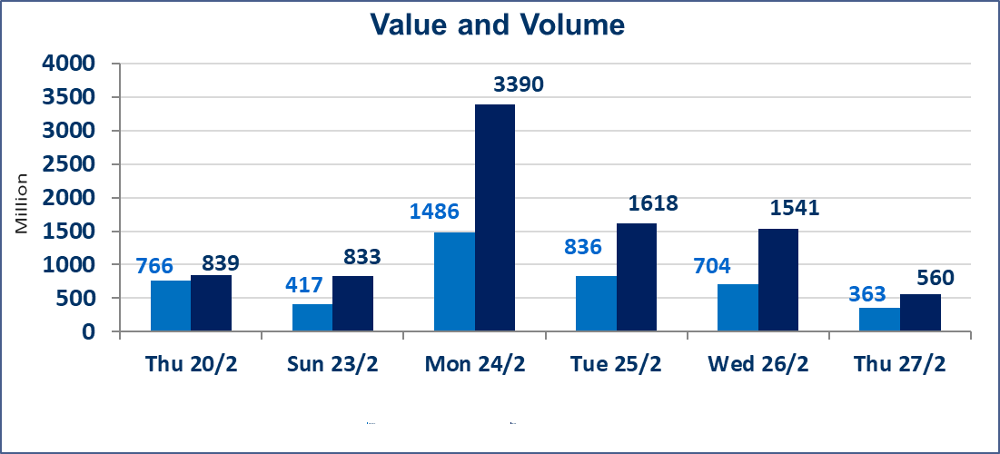 Value and Volume
4000
3500
3000
2500
2000
1500
1000
500
0
Million
766
839
417
833
1486
3390
836
1618
704
1541
363
560
Thu 20/2
Sun 23/2
Mon 24/2
Tue 25/2
Wed 26/2
Thu 27/2